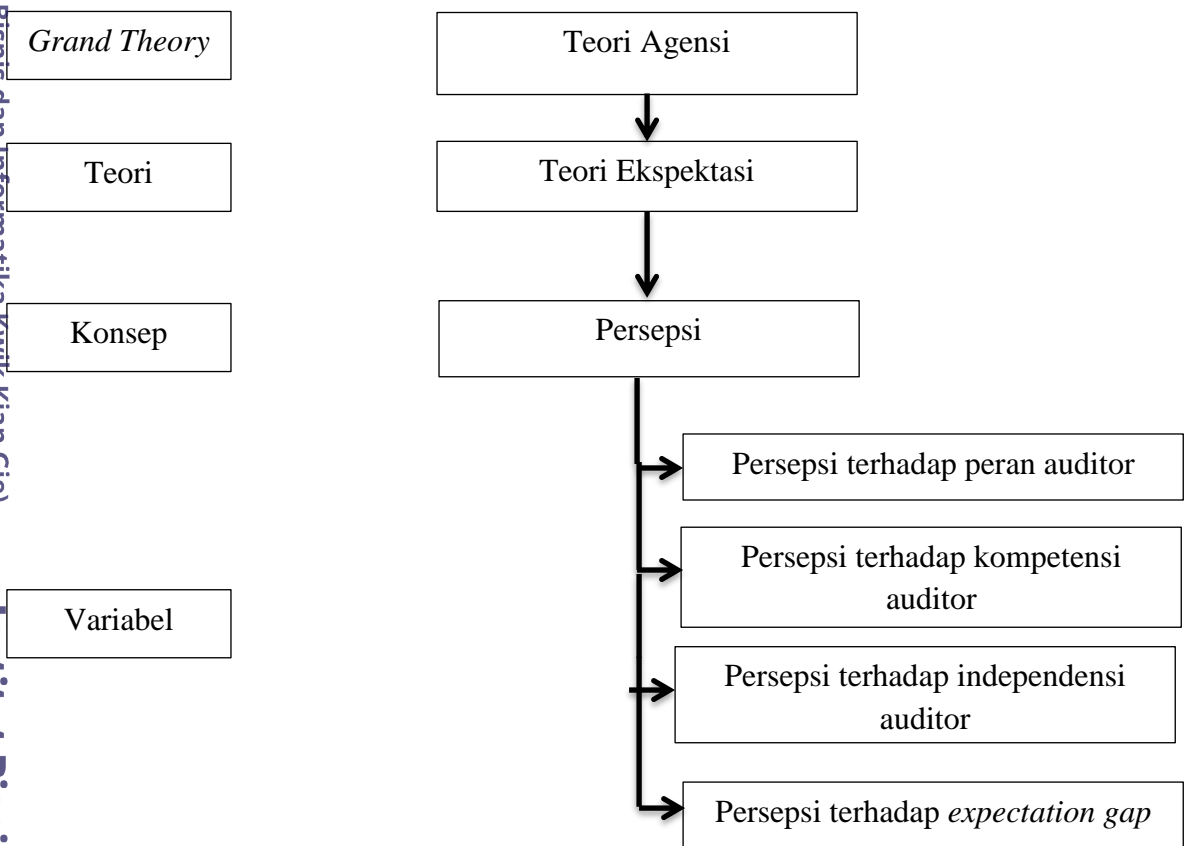 Grand Theory
Teori Agensi
Teori
Teori Ekspektasi
Konsep
Persepsi
Persepsi terhadap peran auditor
Persepsi terhadap kompetensi
auditor
Variabel
Persepsi terhadap independensi
auditor
Persepsi terhadap expectation gap